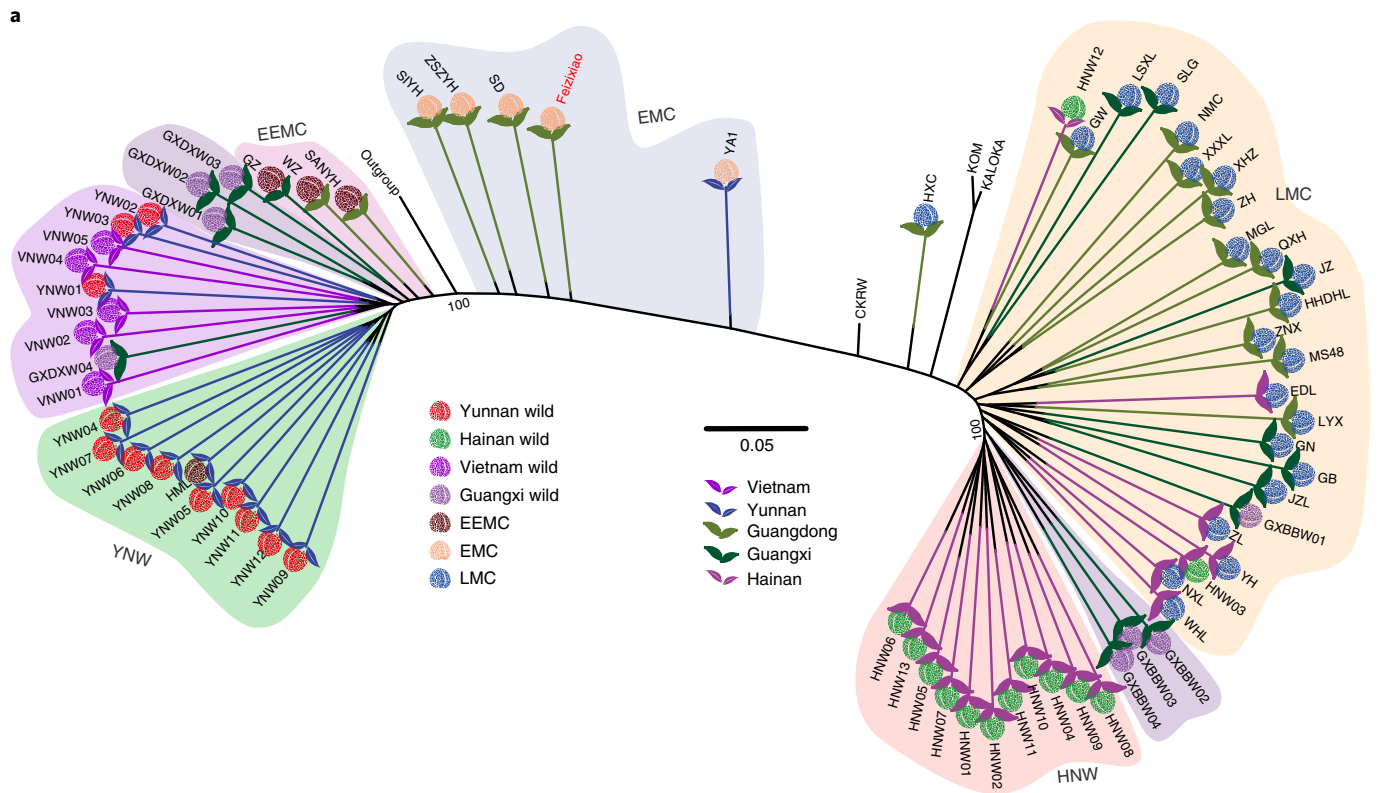 a
EEMC
EMC
LMC
YNW
HNW
GXDXW03
GXDXW02
GXDXW01
GZ
WZ
SANYH
Outgroup
SIYH
ZSZYH
SD
Feizixiao
YA1
CKRW
HXC
KOM
KALOKA
HNW12
GW
LSXL
SLG
NMC
XXXL
XHZ
ZH
MGL
QXH
JZ
HHDHL
ZNX
MS48
EDL
LYX
GN
GB
JZL
GXBBW01
ZL
YH
HNW03
NXL
WHL
GXBBW02
GXBBW03
GXBBW04
HNW08
HNW09
HNW04
HNW10
HNW11
HNW02
HNW01
HNW07
HNW05
HNW13
HNW06
YNW02
YNW03
VNW05
VNW04
YNW01
VNW03
VNW02
GXDXW04
VNW01
YNW04
YNW07
YNW06
YNW08
HML
YNW05
YNW10
YNW11
YNW12
YNW09
100
100
Yunnan wild
Hainan wild
Vietnam wild
Guangxi wild
EEMC
EMC
LMC
0.05
Vietnam
Yunnan
Guangdong
Guangxi
Hainan